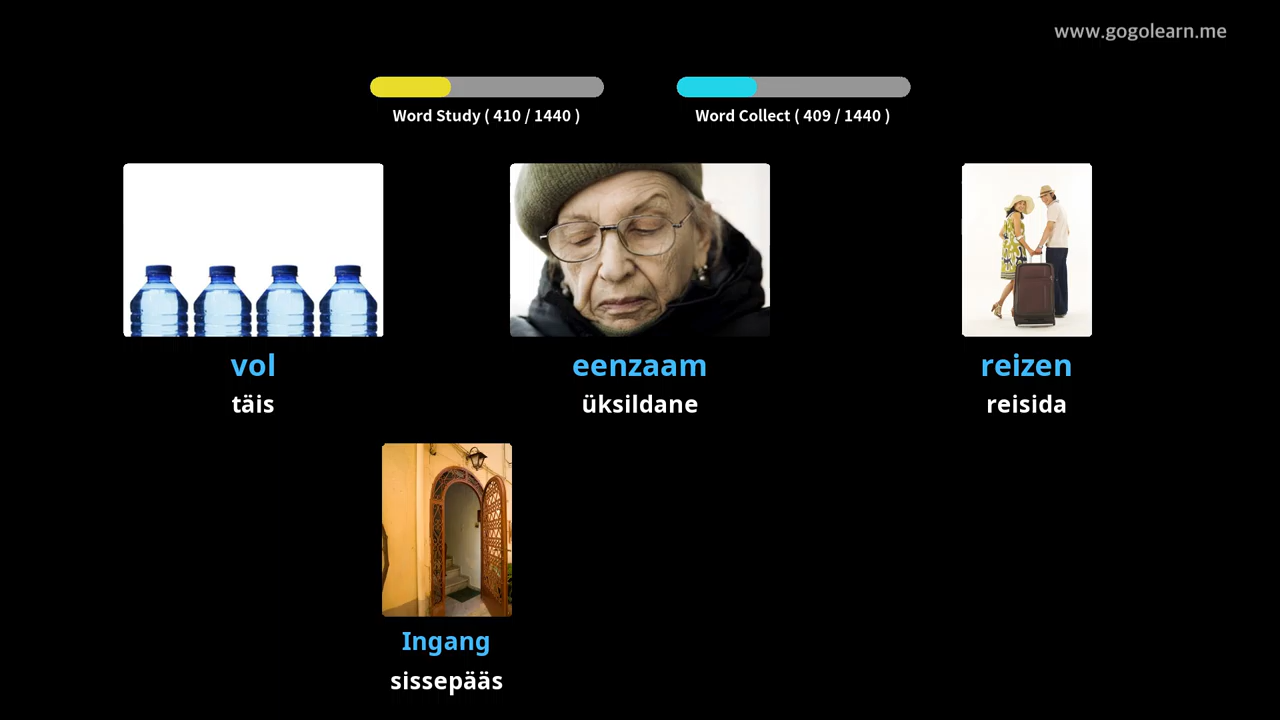 www.gogolearn.me
Word Study ( 410 / 1440 )
Word Collect ( 409 / 1440 )
vol
täis
eenzaam
üksildane
reizen
reisida
Ingang
sissepääs